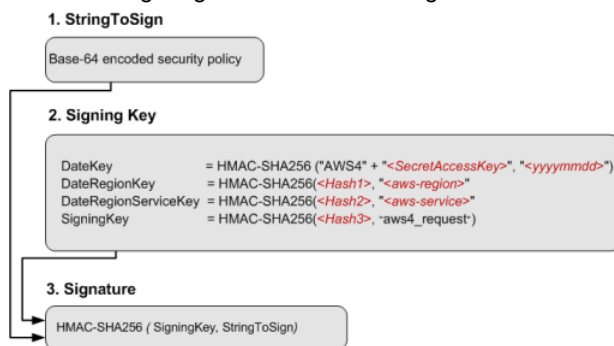 1. StringToSign
Base-64 encoded security policy
2. Signing Key
DateKey = HMAC-SHA256 ("AWS4" + "<SecretAccessKey>", "<yyyymmdd>")
DateRegionKey = HMAC-SHA256(<Hash1>, "<aws-region>"
DateRegionServiceKey = HMAC-SHA256(<Hash2>, "<aws-service>"
SigningKey = HMAC-SHA256(<Hash3>, "aws4_request")
3. Signature
HMAC-SHA256 ( SigningKey, StringToSign)